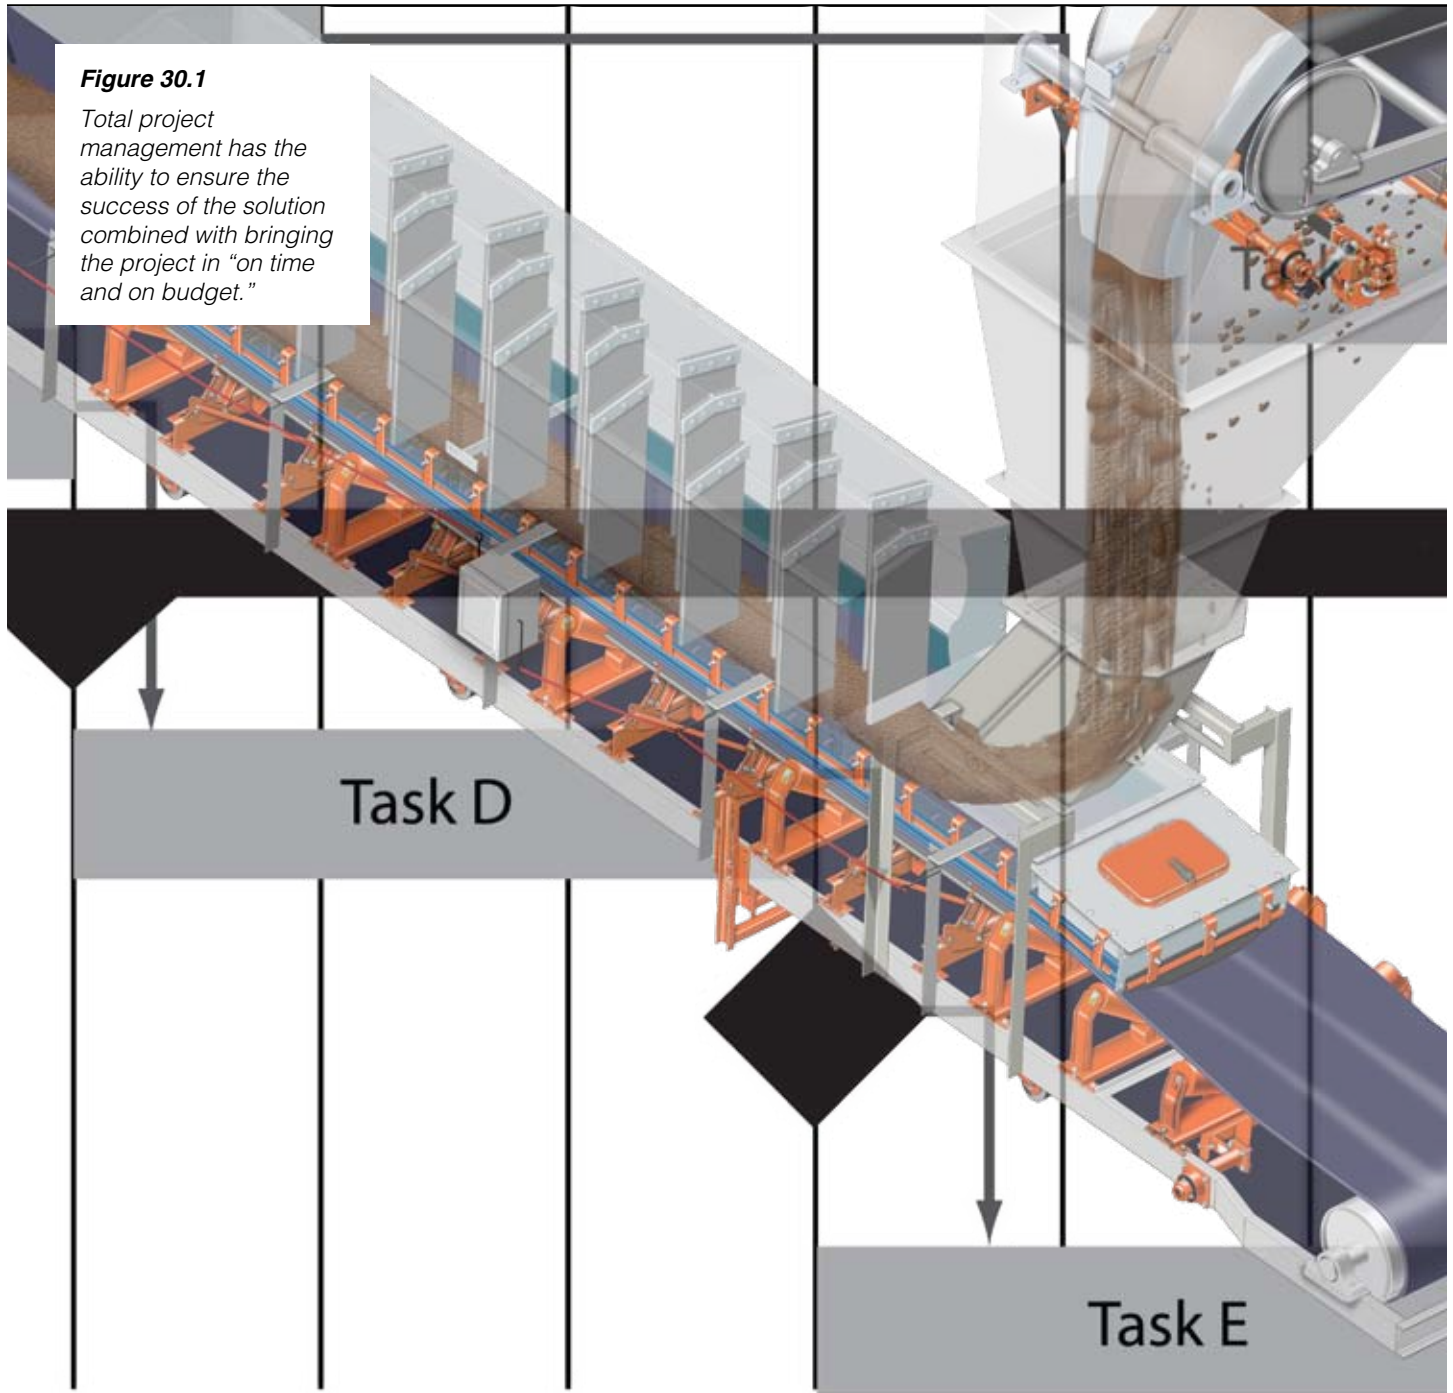 Figure 30.1
Total project
management has the
ability to ensure the
success of the solution
combined with bringing
the project in “on time
and on budget.”
Task
Task D
Task E